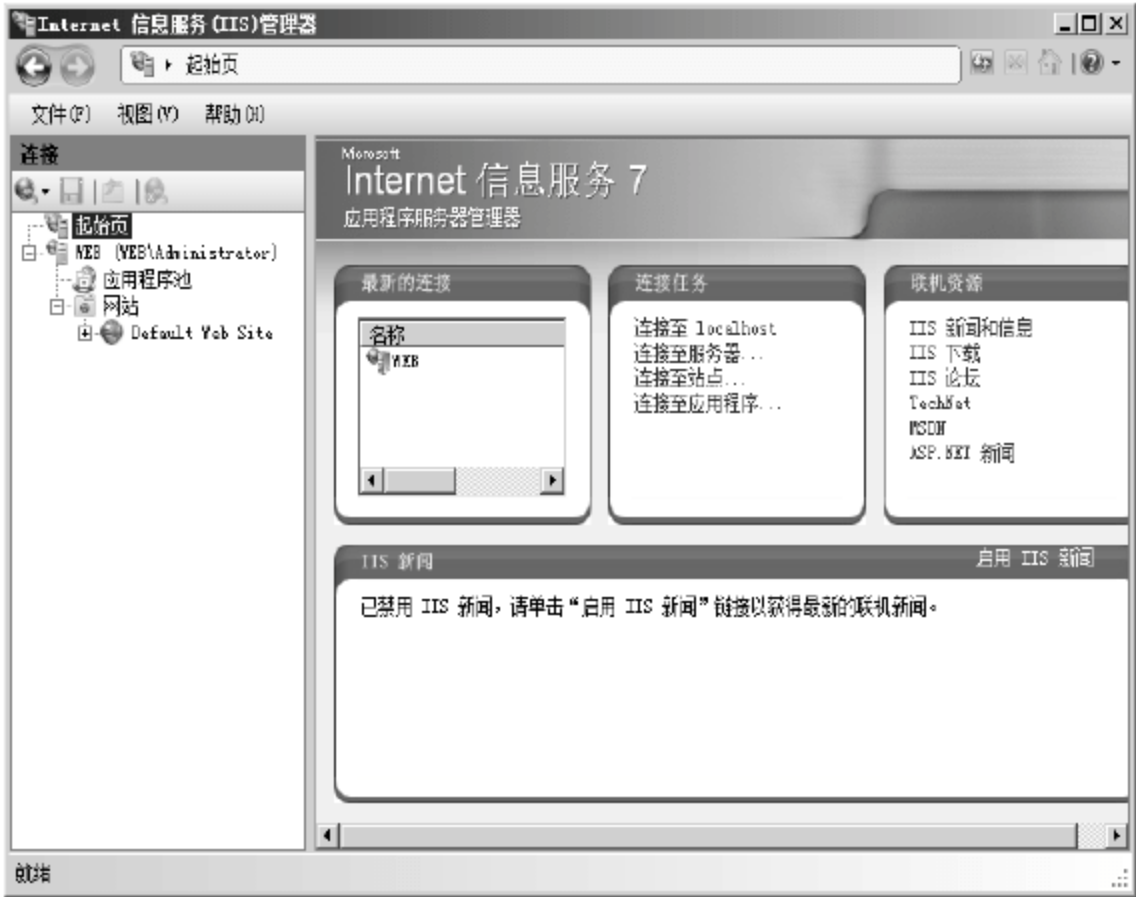 Internet 信息服务(IIS)管理器
起始页
文件(F) 视图(V) 帮助(H)
连接
起始页
WEB (WEB\Administrator)
应用程序池
网站
Default Web Site
Microsoft
Internet 信息服务 7
应用程序服务器管理器
最新的连接
名称
WEB
连接任务
连接至 localhost
连接至服务器...
连接至站点...
连接至应用程序...
联机资源
IIS 新闻和信息
IIS 下载
IIS 论坛
TechNet
MSDN
ASP.NET 新闻
IIS 新闻
启用 IIS 新闻
已禁用 IIS 新闻，请单击“启用 IIS 新闻”链接以获得最新的联机新闻。
就绪